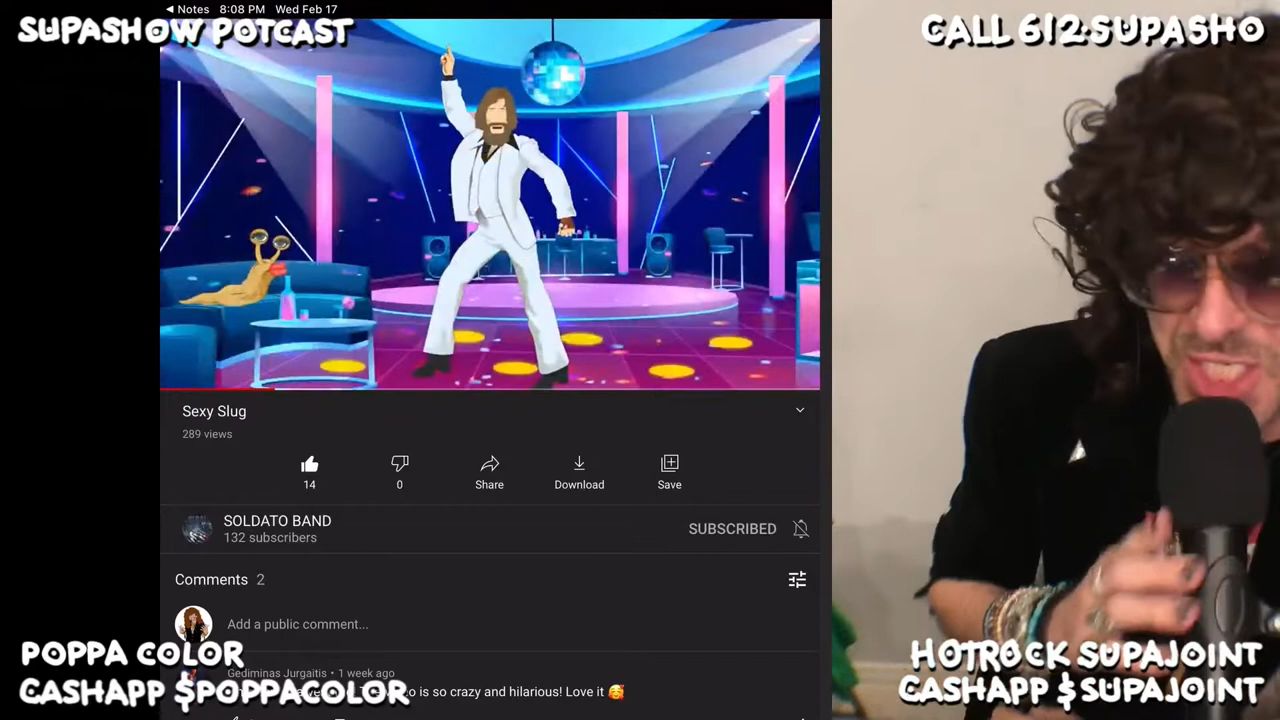 Notes 8:08 PM Wed Feb 17
SUPASHOW POTCAST
CALL 612:SUPASHO
Sexy Slug
289 views
14
0
Share
Download
Save
SOLDATO BAND
132 subscribers
SUBSCRIBED
Comments 2
Add a public comment...
Gediminas Jurgaitis • 1 week ago
is so crazy and hilarious! Love it 🥰
POPPA COLOR
CASHAPP $POPPACOLOR
HOTROCK SUPAJOINT
CASHAPP $SUPAJOINT